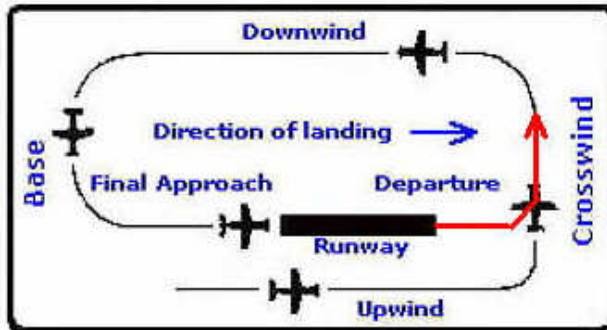 Downwind
Direction of landing
Base
Crosswind
Final Approach
Departure
Runway
Upwind